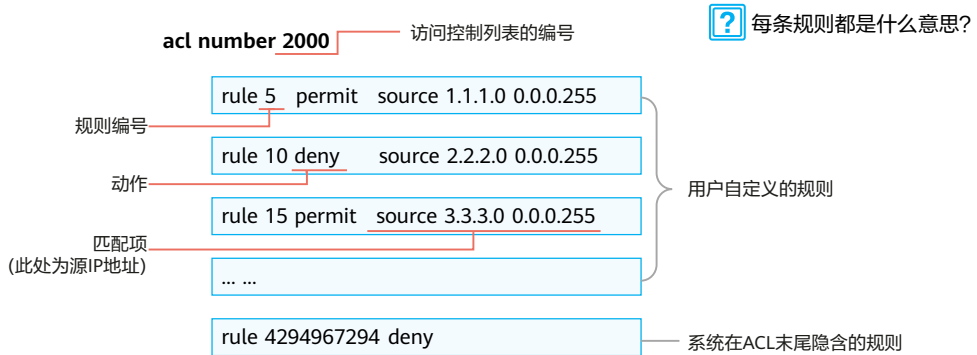 acl number 2000
访问控制列表的编号
? 每条规则都是什么意思?
rule 5 permit source 1.1.1.0 0.0.0.255
规则编号
rule 10 deny source 2.2.2.0 0.0.0.255
动作
用户自定义的规则
rule 15 permit source 3.3.3.0 0.0.0.255
匹配项
(此处为源IP地址)
... ...
rule 4294967294 deny
系统在ACL末尾隐含的规则